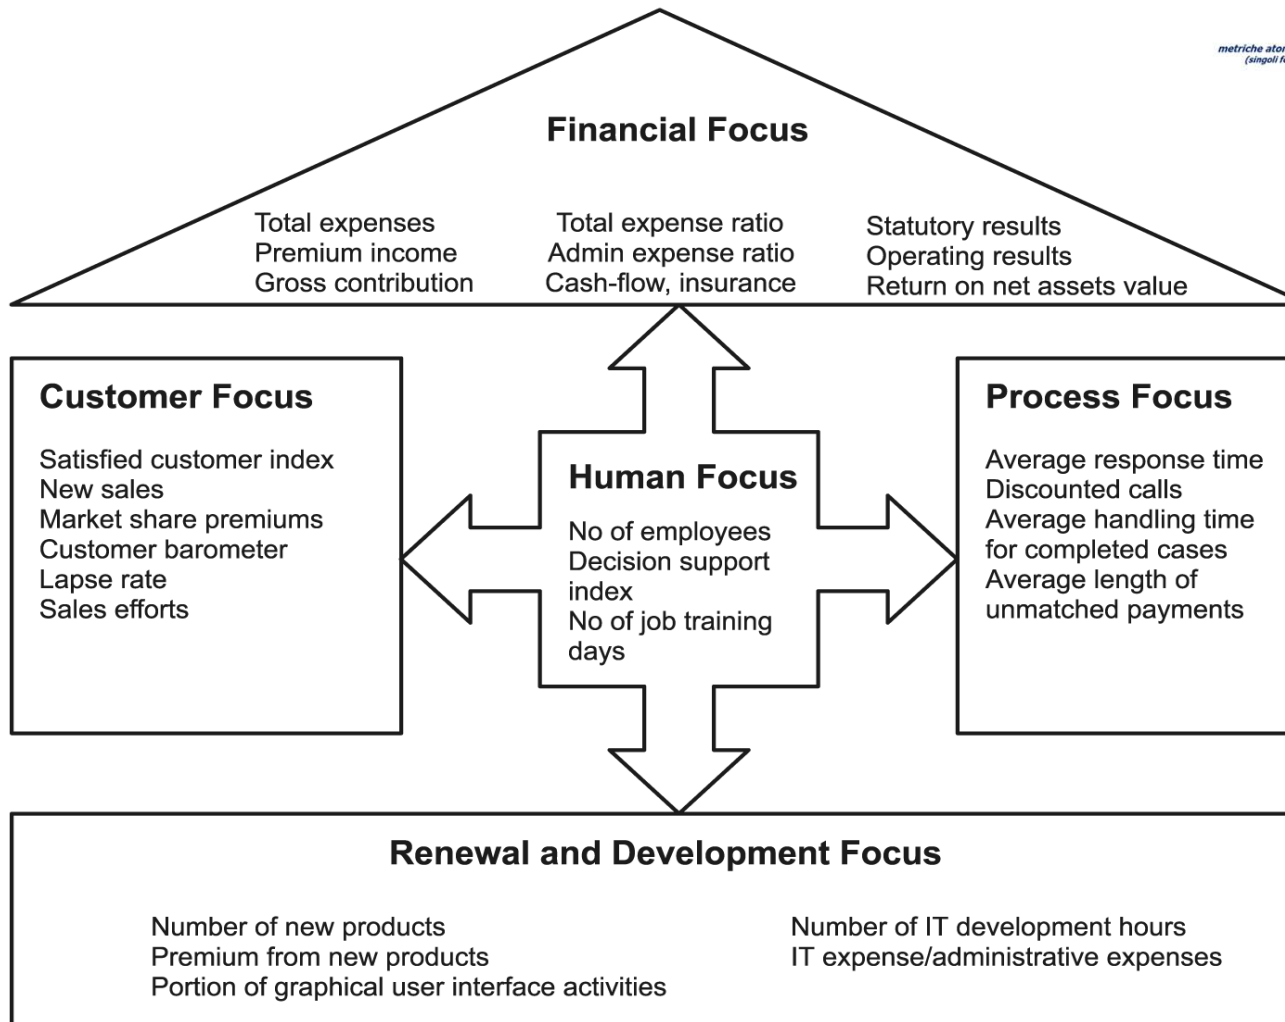 metriche
(singoli
Financial Focus
Total expenses
Premium income
Gross contribution
Total expense ratio
Admin expense ratio
Cash-flow, insurance
Statutory results
Operating results
Return on net assets value
Customer Focus
Satisfied customer index
New sales
Market share premiums
Customer barometer
Lapse rate
Sales efforts
Human Focus
No of employees
Decision support
index
No of job training
days
Process Focus
Average response time
Discounted calls
Average handling time
for completed cases
Average length of
unmatched payments
Renewal and Development Focus
Number of new products
Premium from new products
Portion of graphical user interface activities
Number of IT development hours
IT expense/administrative expenses